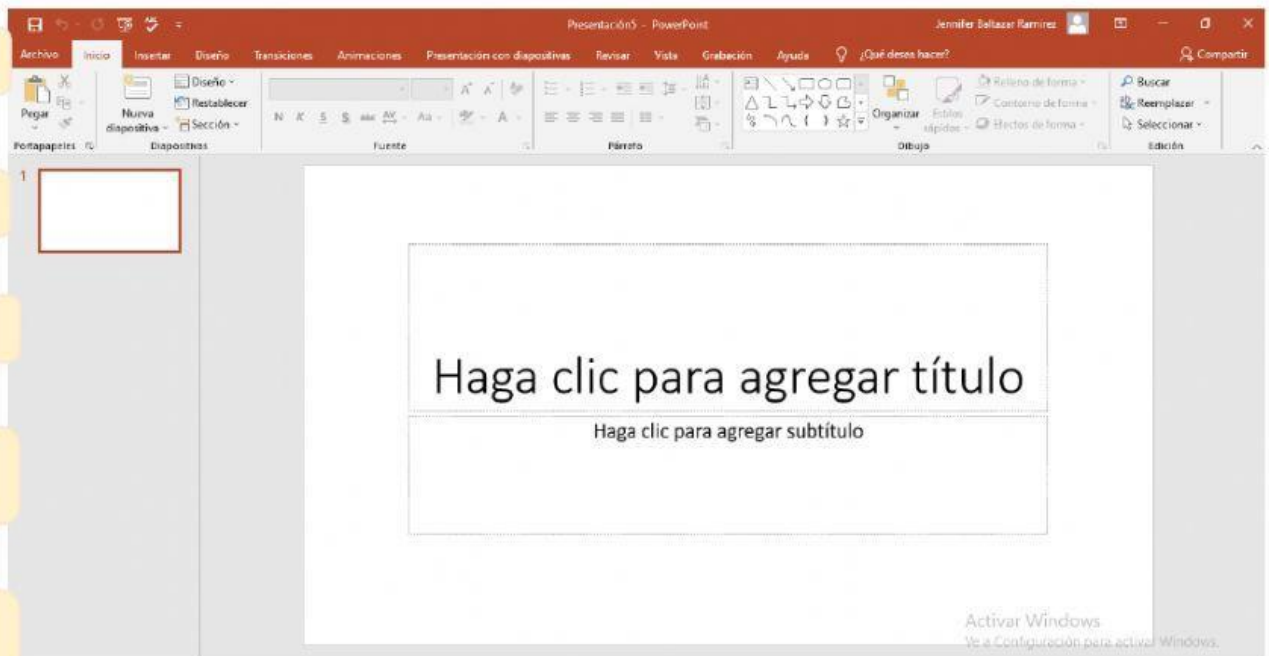 Presentación5 - PowerPoint
Jennifer Baltazar Ramirez
Archivo Inicio Insertar Diseño Transiciones Animaciones Presentación con diapositivas Revisar Vista Grabación Ayuda ¿Qué desea hacer? Compartir
Pegar
Nueva diapositiva
Diseño
Restablecer
Sección
N K S S abc AV Aa A
Organizar
Estilos rápidos
Relleno de forma
Contorno de forma
Efectos de forma
Buscar
Reemplazar
Seleccionar
Portapapeles Diapositivas Fuente Párrafo Dibujo Edición
1
Haga clic para agregar título
Haga clic para agregar subtítulo
Activar Windows
Ve a Configuración para activar Windows.